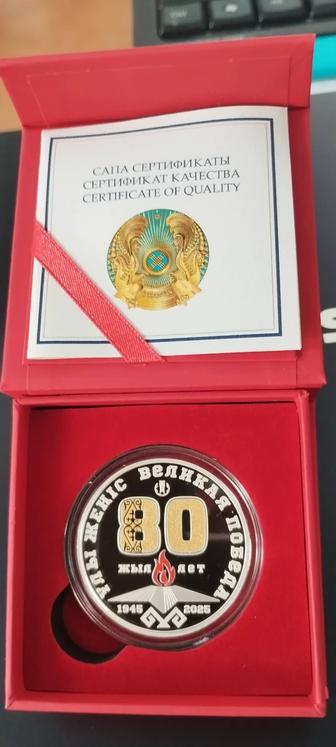 САПА СЕРТИФИКАТЫ
СЕРТИФИКАТ КАЧЕСТВА
CERTIFICATE OF QUALITY
ҰЛЫ ЖЕҢІС ВЕЛИКАЯ ПОБЕДА
80
ЖЫЛ ЛЕТ
1945 2025